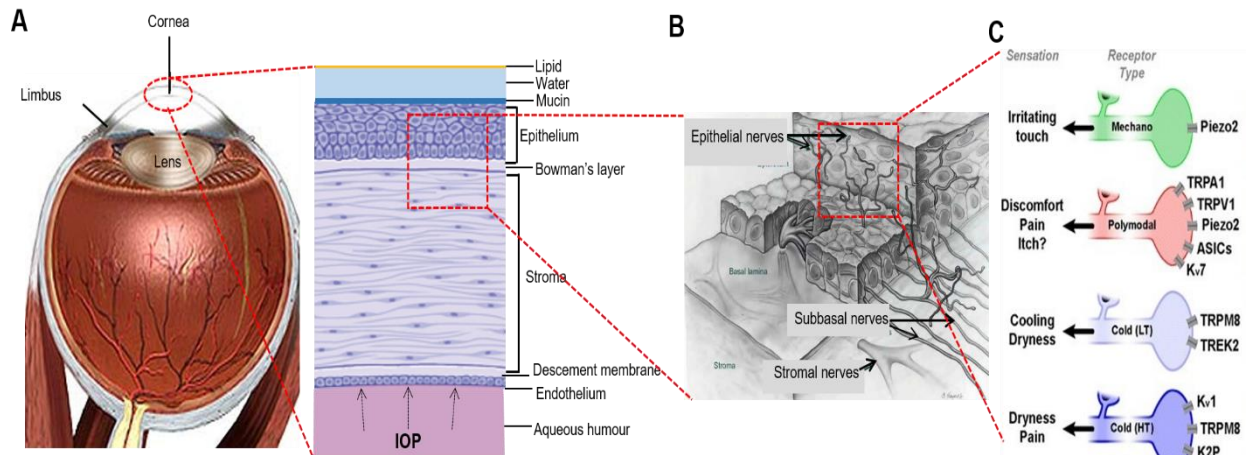 A
Cornea
Limbus
Lens
Lipid
Water
Mucin
Epithelium
Bowman's layer
Stroma
Descement membrane
Endothelium
IOP
Aqueous humour
B
Epithelial nerves
Basal lamina
Subbasal nerves
Stroma
Stromal nerves
C
Sensation
Receptor
Type
Irritating
touch
Mechano
Piezo2
Discomfort
Pain
Itch?
Polymodal
TRPA1
TRPV1
Piezo2
ASICs
Kv7
Cooling
Dryness
Cold (LT)
TRPM8
TREK2
Dryness
Pain
Cold (HT)
Kv1
TRPM8
K2P